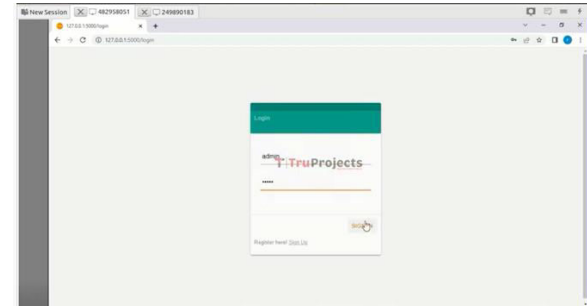 New Session 482958051 249890183
127.0.0.1:5000/login
127.0.0.1:5000/login
Login
admin
TruProjects
•••••
Register here! Sign Up